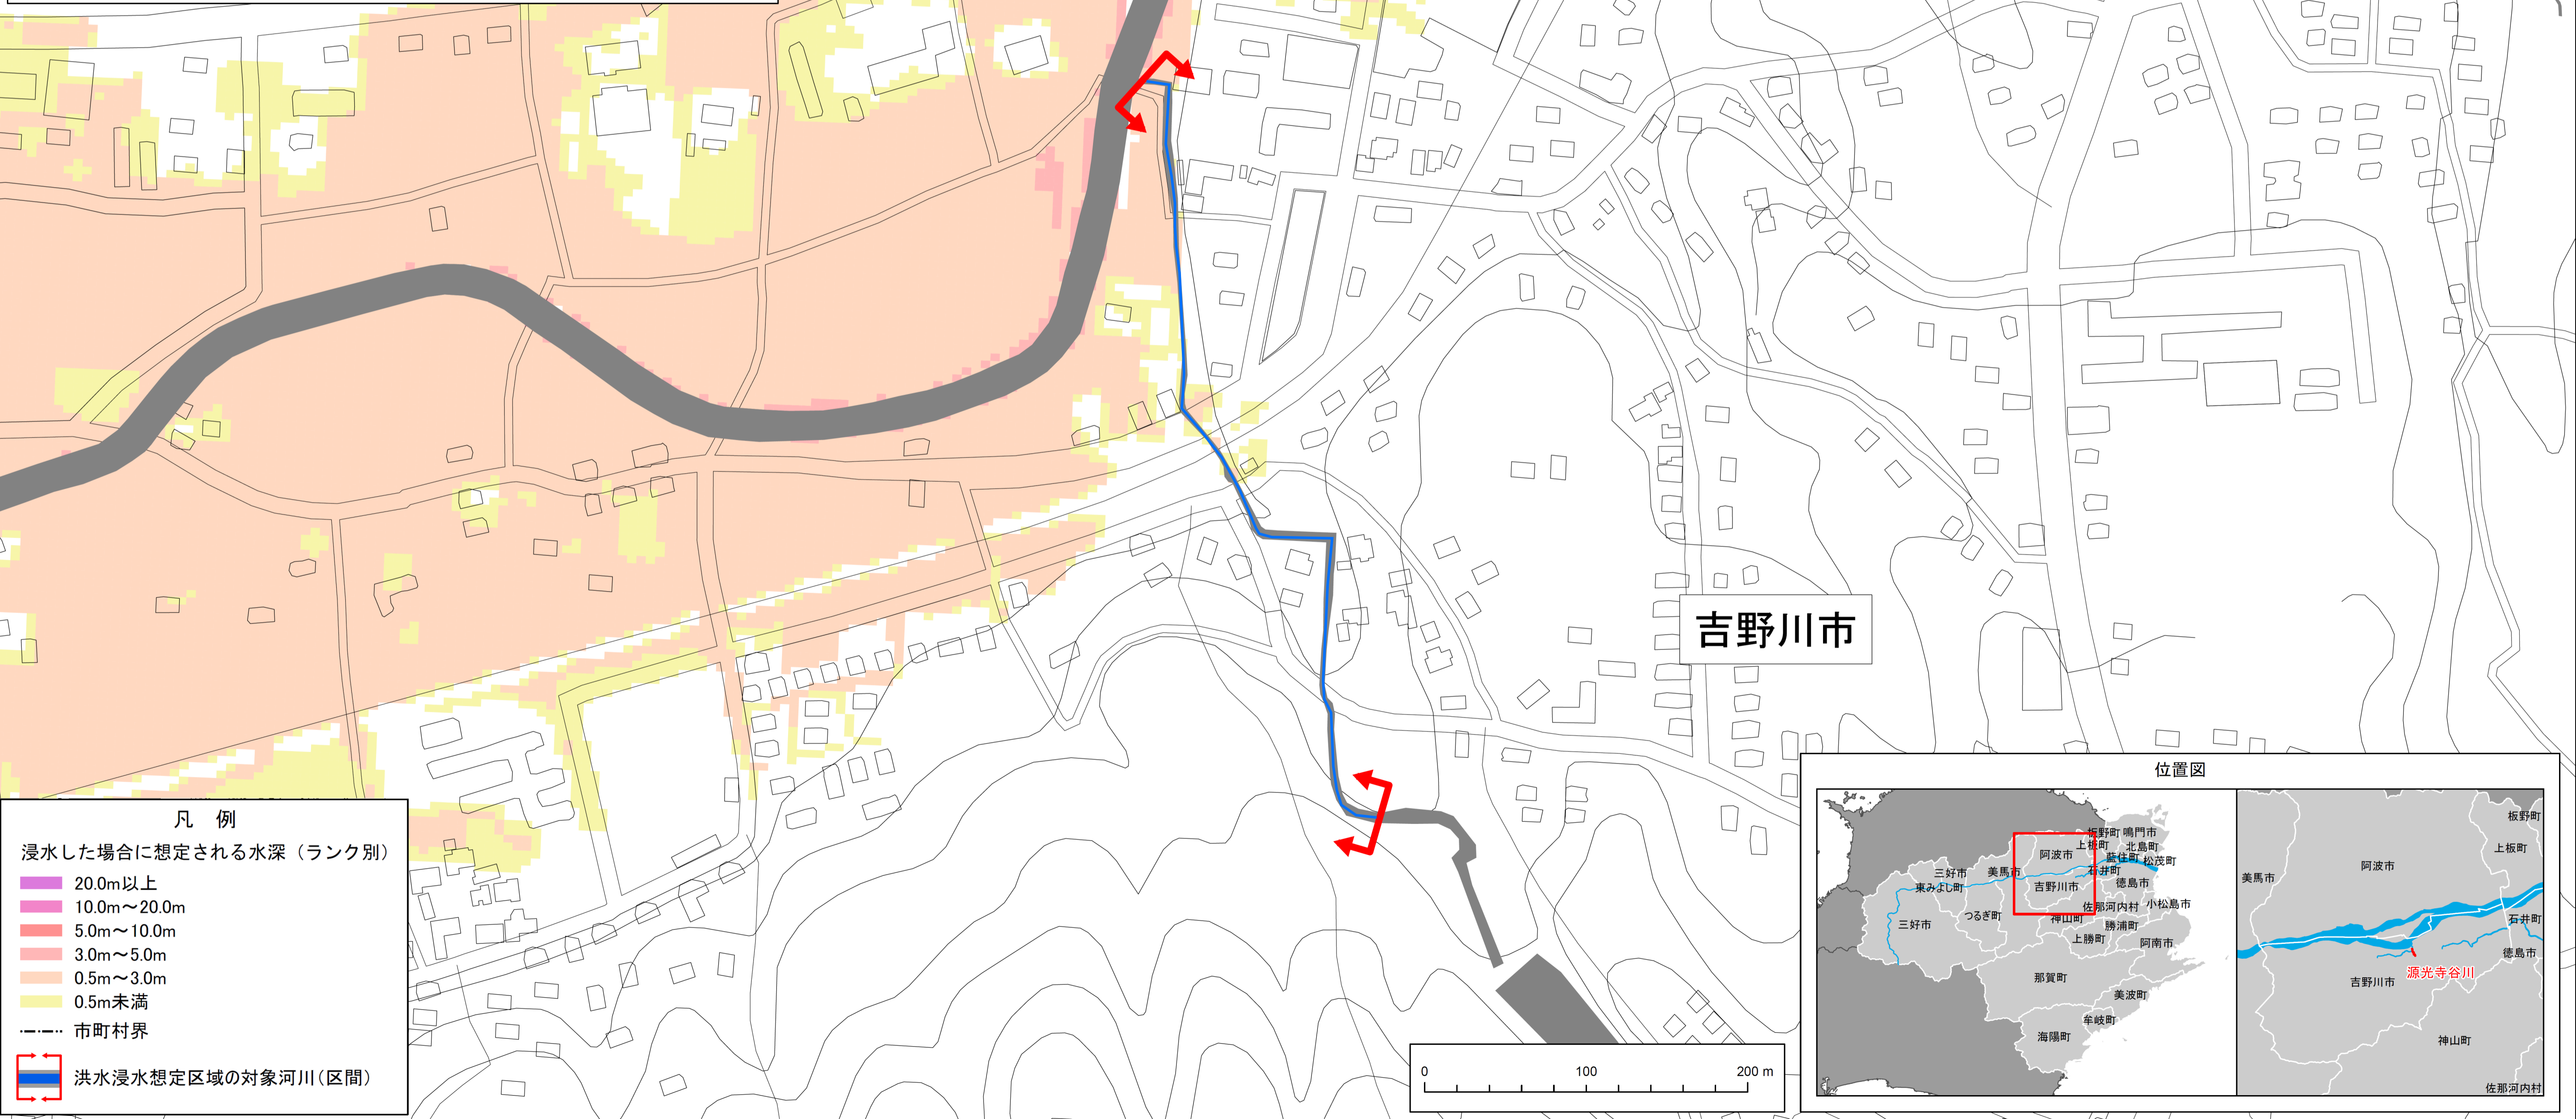 吉野川市
凡　例
浸水した場合に想定される水深（ランク別）
20.0m以上
10.0m～20.0m
5.0m～10.0m
3.0m～5.0m
0.5m～3.0m
0.5m未満
市町村界
洪水浸水想定区域の対象河川（区間）
0 100 200 m
位置図
板野町 鳴門市
上板町 北島町
阿波市 藍住町 松茂町
三好市 美馬市 石井町
東みよし町 吉野川市 徳島市
つるぎ町 佐那河内村 小松島市
三好市 神山町 勝浦町
上勝町 阿南市
那賀町
美波町
牟岐町
海陽町
板野町
上板町
阿波市
美馬市
石井町
徳島市
源光寺谷川
吉野川市
神山町
佐那河内村